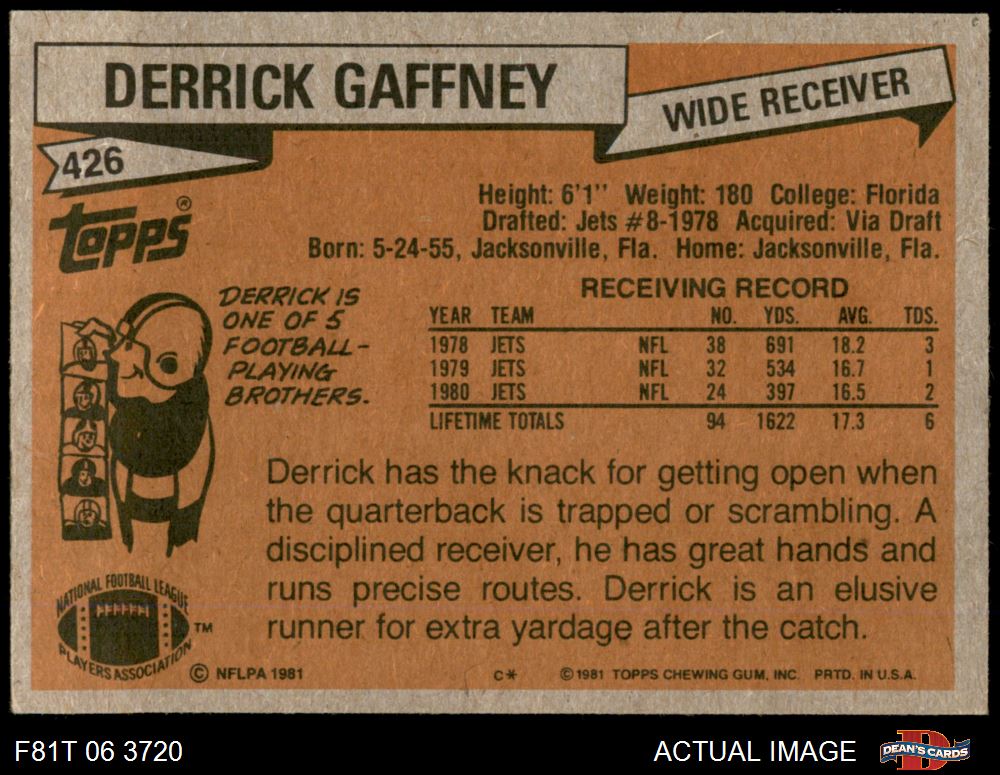 DERRICK GAFFNEY
WIDE RECEIVER
426
TOPPS®
Height: 6'1" Weight: 180 College: Florida
Drafted: Jets #8-1978 Acquired: Via Draft
Born: 5-24-55, Jacksonville, Fla. Home: Jacksonville, Fla.
DERRICK IS
ONE OF 5
FOOTBALL-
PLAYING
BROTHERS.
RECEIVING RECORD
YEAR TEAM NO. YDS. AVG. TDS.
1978 JETS NFL 38 691 18.2 3
1979 JETS NFL 32 534 16.7 1
1980 JETS NFL 24 397 16.5 2
LIFETIME TOTALS 94 1622 17.3 6
Derrick has the knack for getting open when
the quarterback is trapped or scrambling. A
disciplined receiver, he has great hands and
runs precise routes. Derrick is an elusive
runner for extra yardage after the catch.
NATIONAL FOOTBALL LEAGUE
PLAYERS ASSOCIATION
TM
© NFLPA 1981
C*
© 1981 TOPPS CHEWING GUM, INC. PRTD. IN U.S.A.
F81T 06 3720
ACTUAL IMAGE
D
DEAN'S CARDS